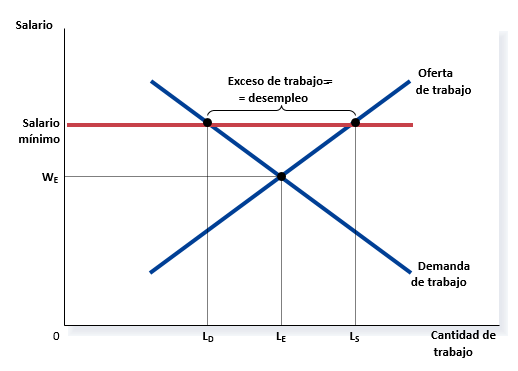 Salario
Exceso de trabajo=
= desempleo
Oferta
de trabajo
Salario
mínimo
WE
Demanda
de trabajo
0
LD
LE
LS
Cantidad de
trabajo